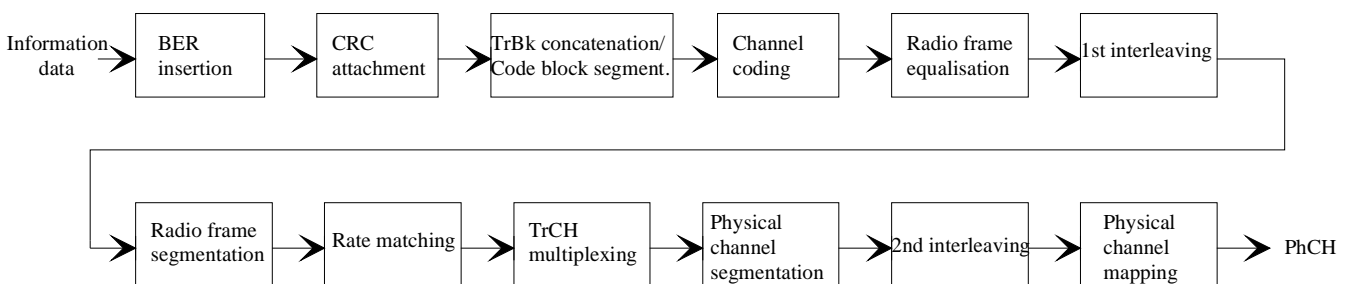 Information
data
BER
insertion
CRC
attachment
TrBk concatenation/
Code block segment.
Channel
coding
Radio frame
equalisation
1st interleaving
Radio frame
segmentation
Rate matching
TrCH
multiplexing
Physical
channel
segmentation
2nd interleaving
Physical
channel
mapping
PhCH